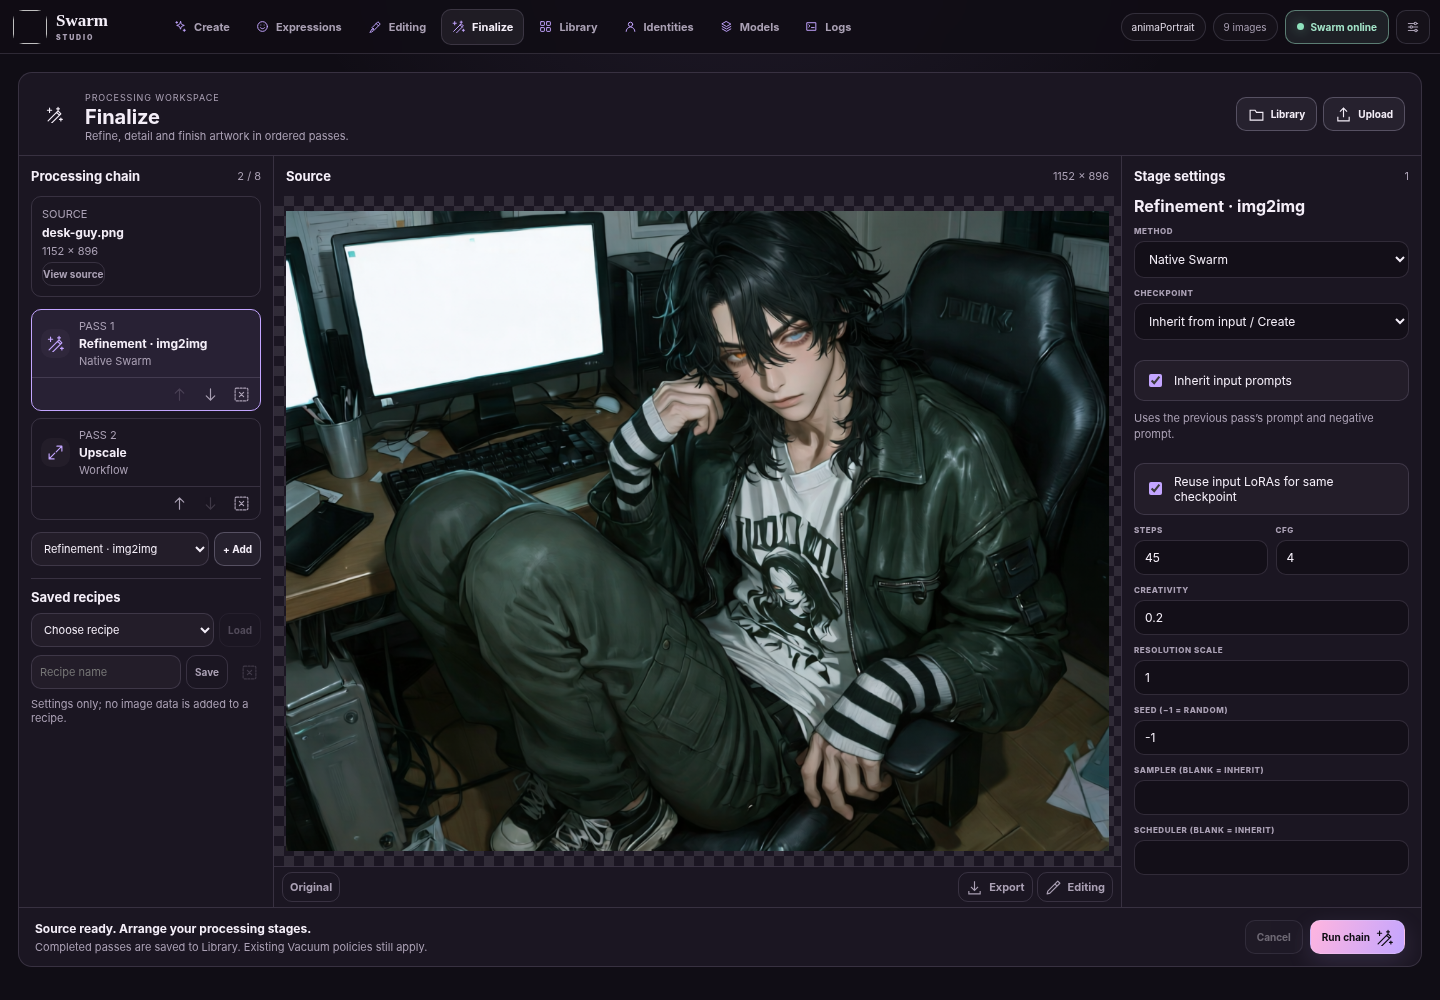 Swarm
STUDIO
Create
Expressions
Editing
Finalize
Library
Identities
Models
Logs
animaPortrait
9 images
Swarm online
PROCESSING WORKSPACE
Finalize
Refine, detail and finish artwork in ordered passes.
Library
Upload
Processing chain
2 / 8
SOURCE
desk-guy.png
1152 × 896
View source
PASS 1
Refinement · img2img
Native Swarm
PASS 2
Upscale
Workflow
Refinement · img2img
+ Add
Saved recipes
Choose recipe
Load
Recipe name
Save
Settings only; no image data is added to a
recipe.
Source
1152 × 896
Original
Export
Editing
Stage settings
1
Refinement · img2img
METHOD
Native Swarm
CHECKPOINT
Inherit from input / Create
Inherit input prompts
Uses the previous pass's prompt and negative
prompt.
Reuse input LoRAs for same
checkpoint
STEPS
CFG
45
4
CREATIVITY
0.2
RESOLUTION SCALE
1
SEED (−1 = RANDOM)
-1
SAMPLER (BLANK = INHERIT)
SCHEDULER (BLANK = INHERIT)
Source ready. Arrange your processing stages.
Completed passes are saved to Library. Existing Vacuum policies still apply.
Cancel
Run chain